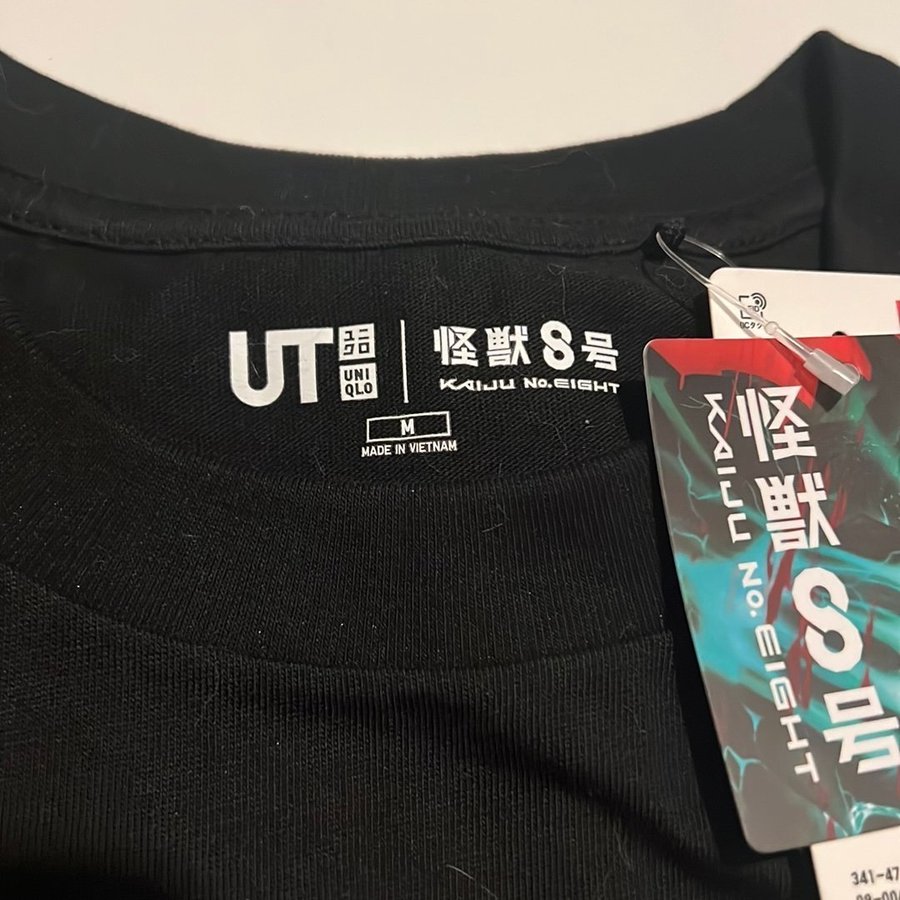 UT
ユニ
クロ
UNI
QLO
怪獣8号
KAIJU No.EIGHT
M
MADE IN VIETNAM
怪獣8号
KAIJU No.EIGHT
341-47